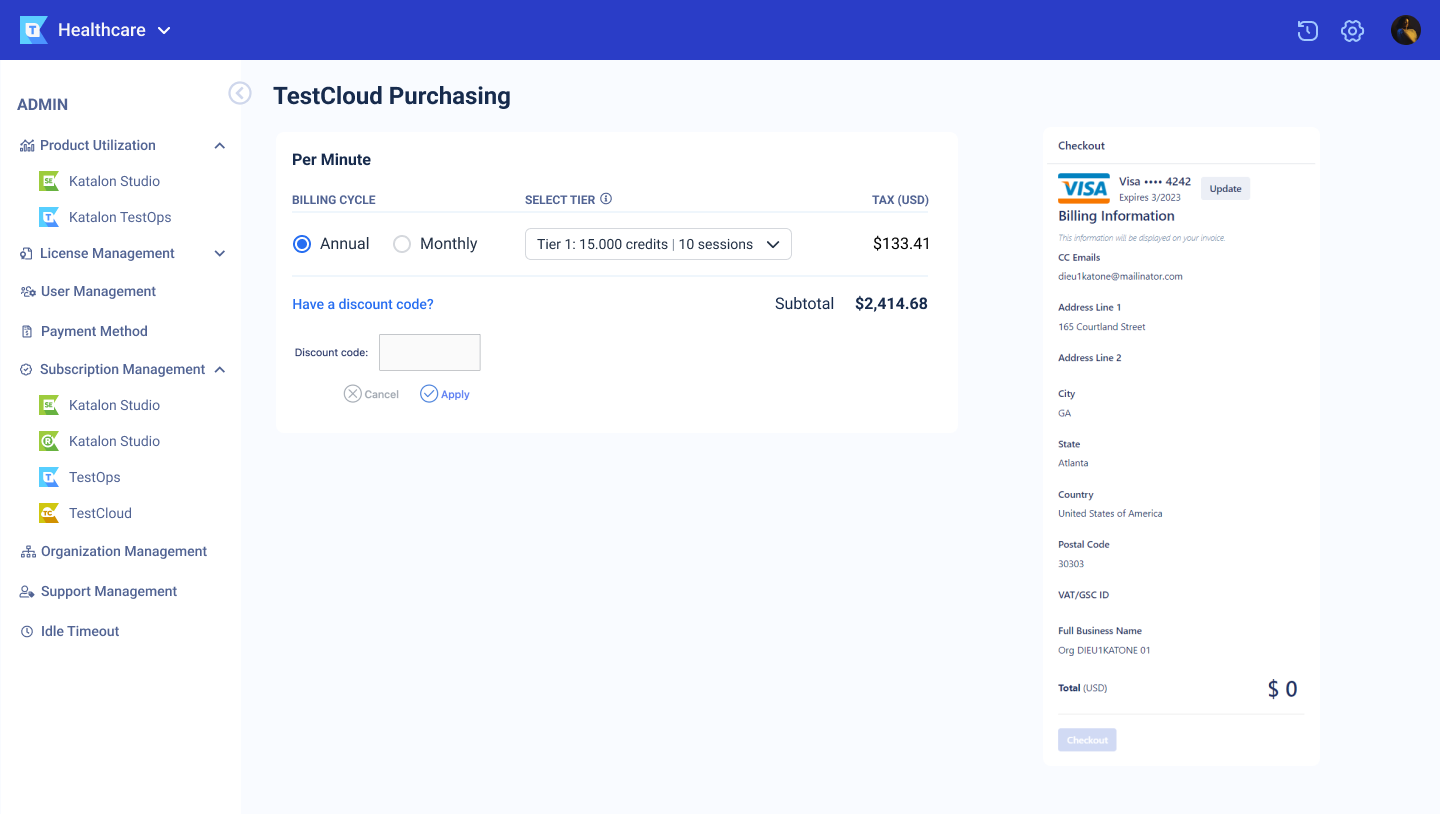 Healthcare
ADMIN
Product Utilization
Katalon Studio
Katalon TestOps
License Management
User Management
Payment Method
Subscription Management
Katalon Studio
Katalon Studio
TestOps
TestCloud
Organization Management
Support Management
Idle Timeout
TestCloud Purchasing
Per Minute
BILLING CYCLE SELECT TIER TAX (USD)
Annual Monthly Tier 1: 15.000 credits | 10 sessions $133.41
Have a discount code? Subtotal $2,414.68
Discount code:
Cancel Apply
Checkout
VISA Visa •••• 4242 Update
Expires 3/2023
Billing Information
This information will be displayed on your invoice.
CC Emails
dieu1katone@mailinator.com
Address Line 1
165 Courtland Street
Address Line 2
City
GA
State
Atlanta
Country
United States of America
Postal Code
30303
VAT/GSC ID
Full Business Name
Org DIEU1KATONE 01
Total (USD) $ 0
Checkout